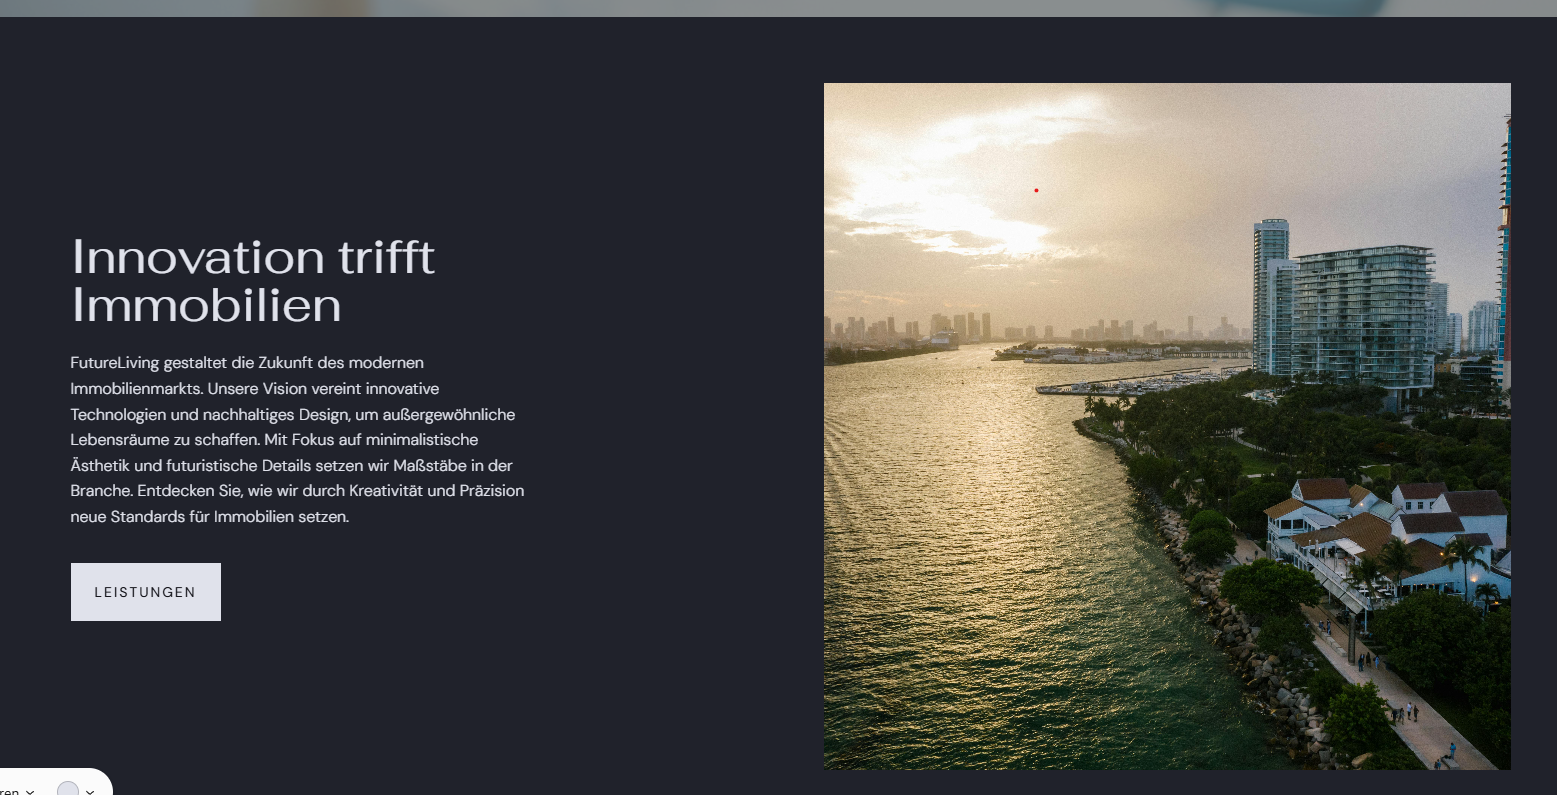 Innovation trifft
Immobilien
FutureLiving gestaltet die Zukunft des modernen
Immobilienmarkts. Unsere Vision vereint innovative
Technologien und nachhaltiges Design, um außergewöhnliche
Lebensräume zu schaffen. Mit Fokus auf minimalistische
Ästhetik und futuristische Details setzen wir Maßstäbe in der
Branche. Entdecken Sie, wie wir durch Kreativität und Präzision
neue Standards für Immobilien setzen.
LEISTUNGEN